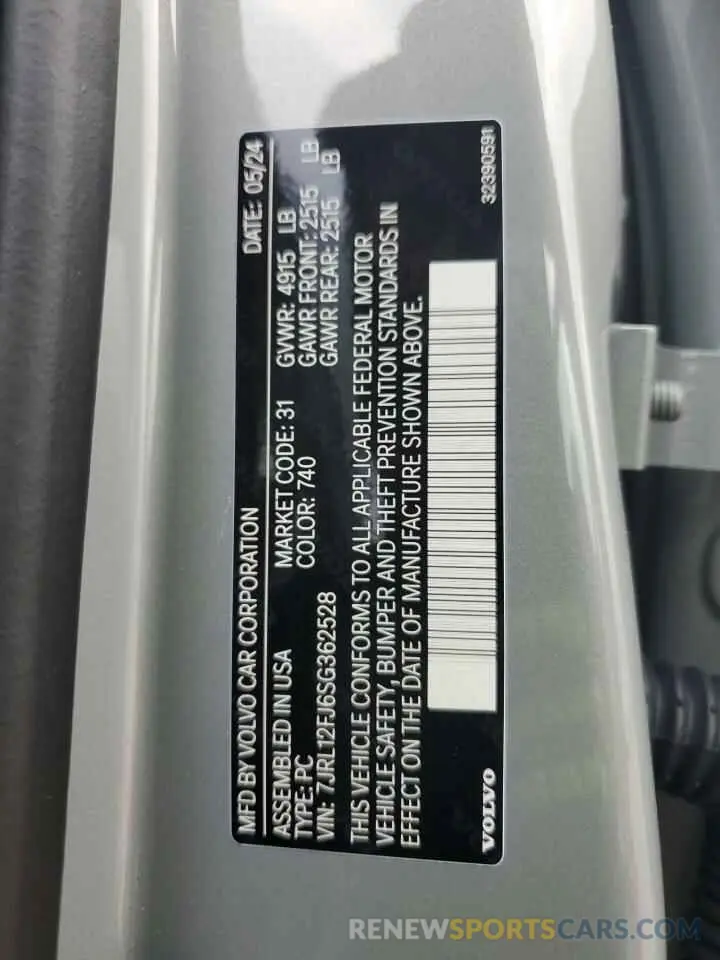 MFD BY VOLVO CAR CORPORATION DATE: 05/24
ASSEMBLED IN USA MARKET CODE: 31 GVWR: 4915 LB
TYPE: PC COLOR: 740 GAWR FRONT: 2515 LB
VIN: 7JRL12FJ6SG362528 GAWR REAR: 2515 LB
THIS VEHICLE CONFORMS TO ALL APPLICABLE FEDERAL MOTOR
VEHICLE SAFETY, BUMPER AND THEFT PREVENTION STANDARDS IN
EFFECT ON THE DATE OF MANUFACTURE SHOWN ABOVE.
VOLVO 32390591
RENEWSPORTSCARS.COM